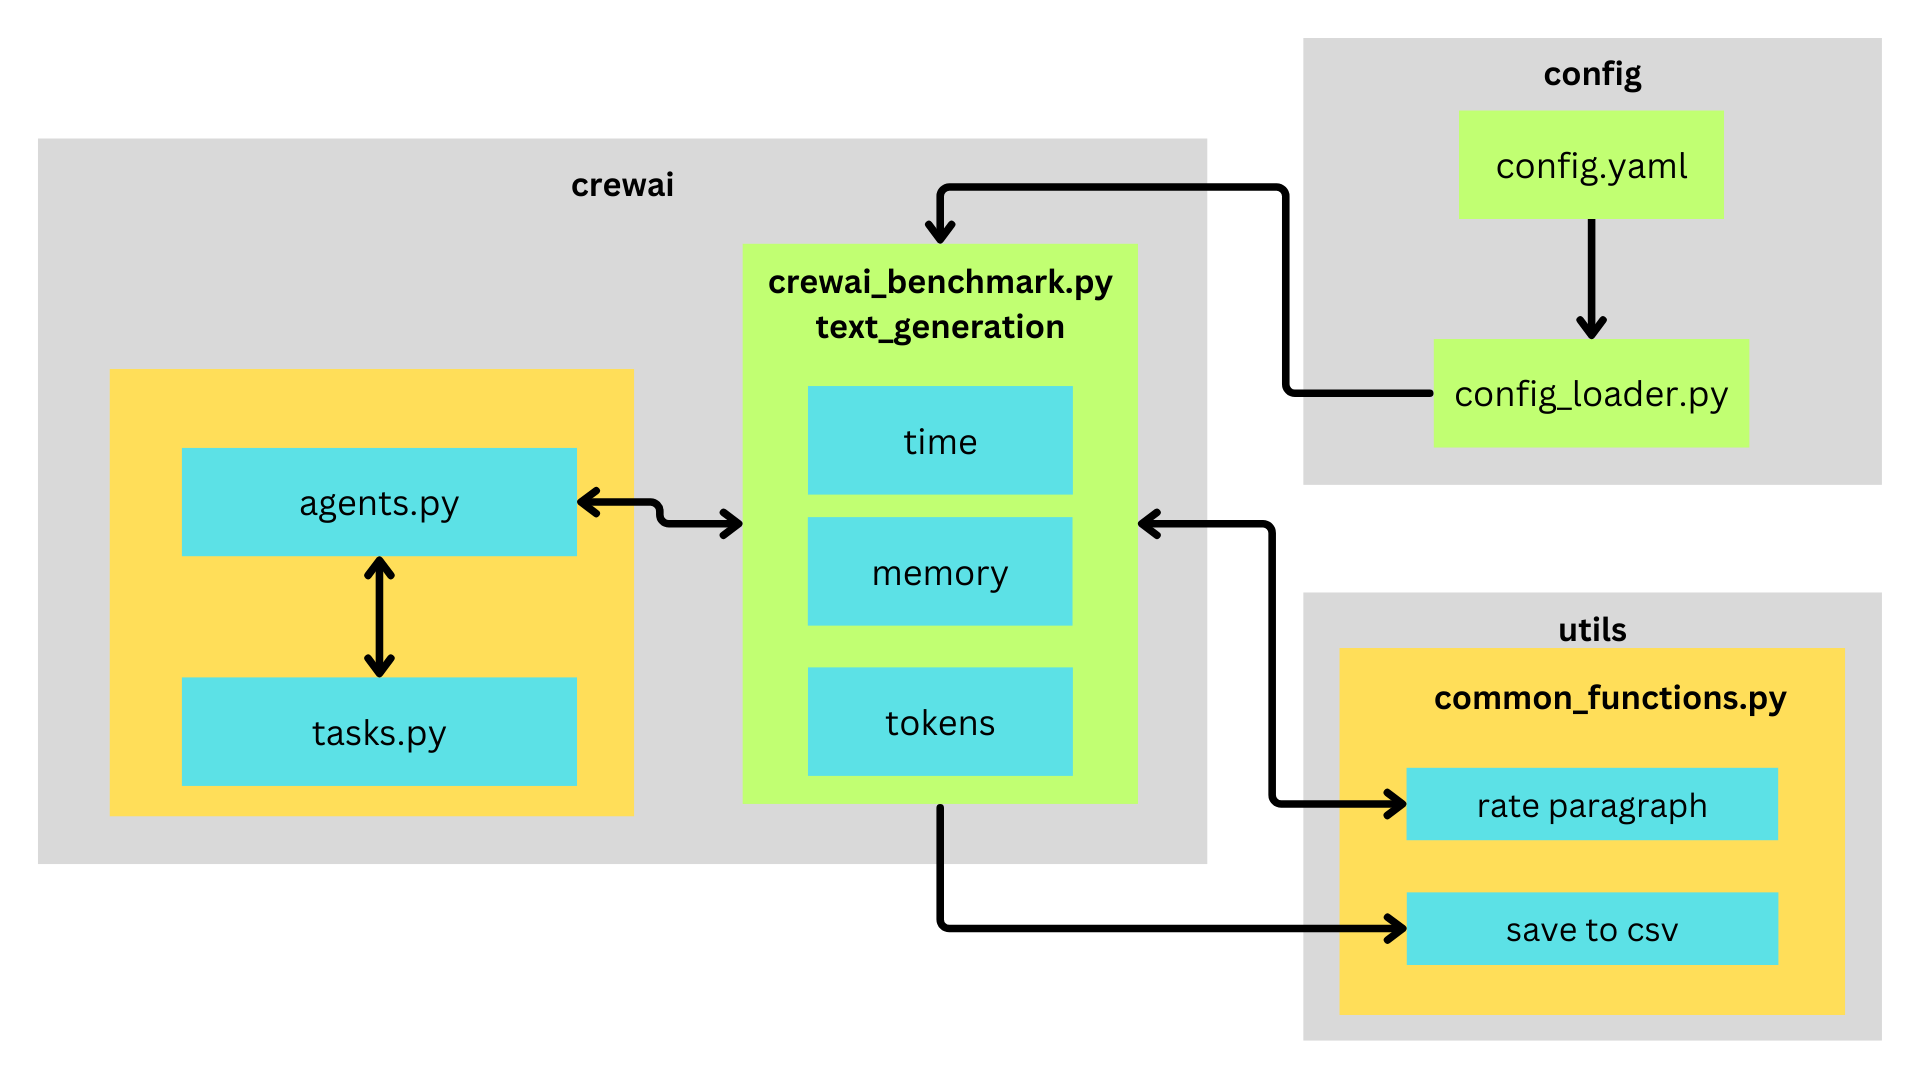 config
config.yaml
config_loader.py
crewai
crewai_benchmark.py
text_generation
time
memory
tokens
agents.py
tasks.py
utils
common_functions.py
rate paragraph
save to csv